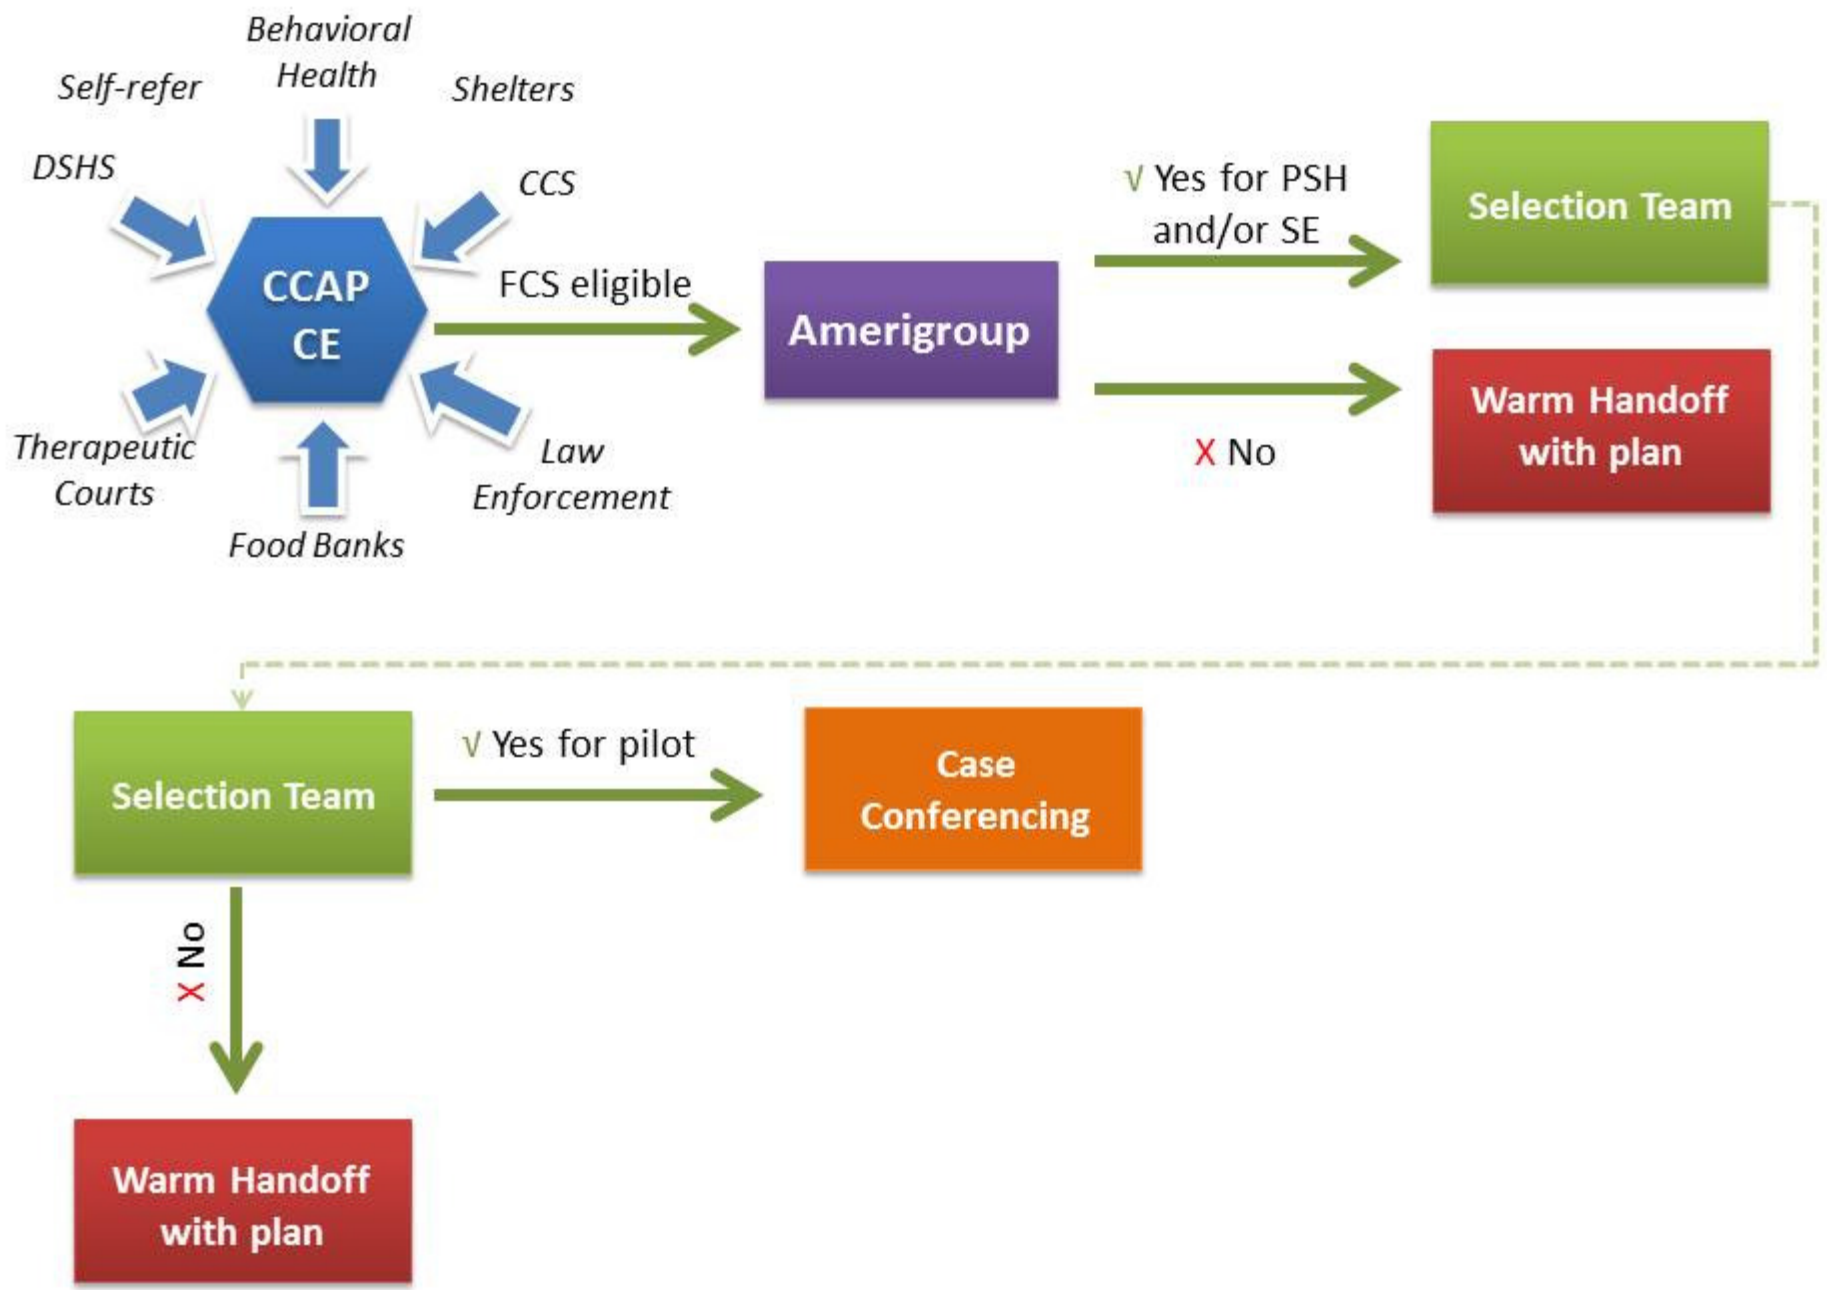 Behavioral
Health
Self-refer
Shelters
DSHS
CCS
CCAP
CE
Therapeutic
Courts
Food Banks
Law
Enforcement
FCS eligible
Amerigroup
√ Yes for PSH
and/or SE
X No
Selection Team
Warm Handoff
with plan
Selection Team
√ Yes for pilot
Case
Conferencing
X No
Warm Handoff
with plan